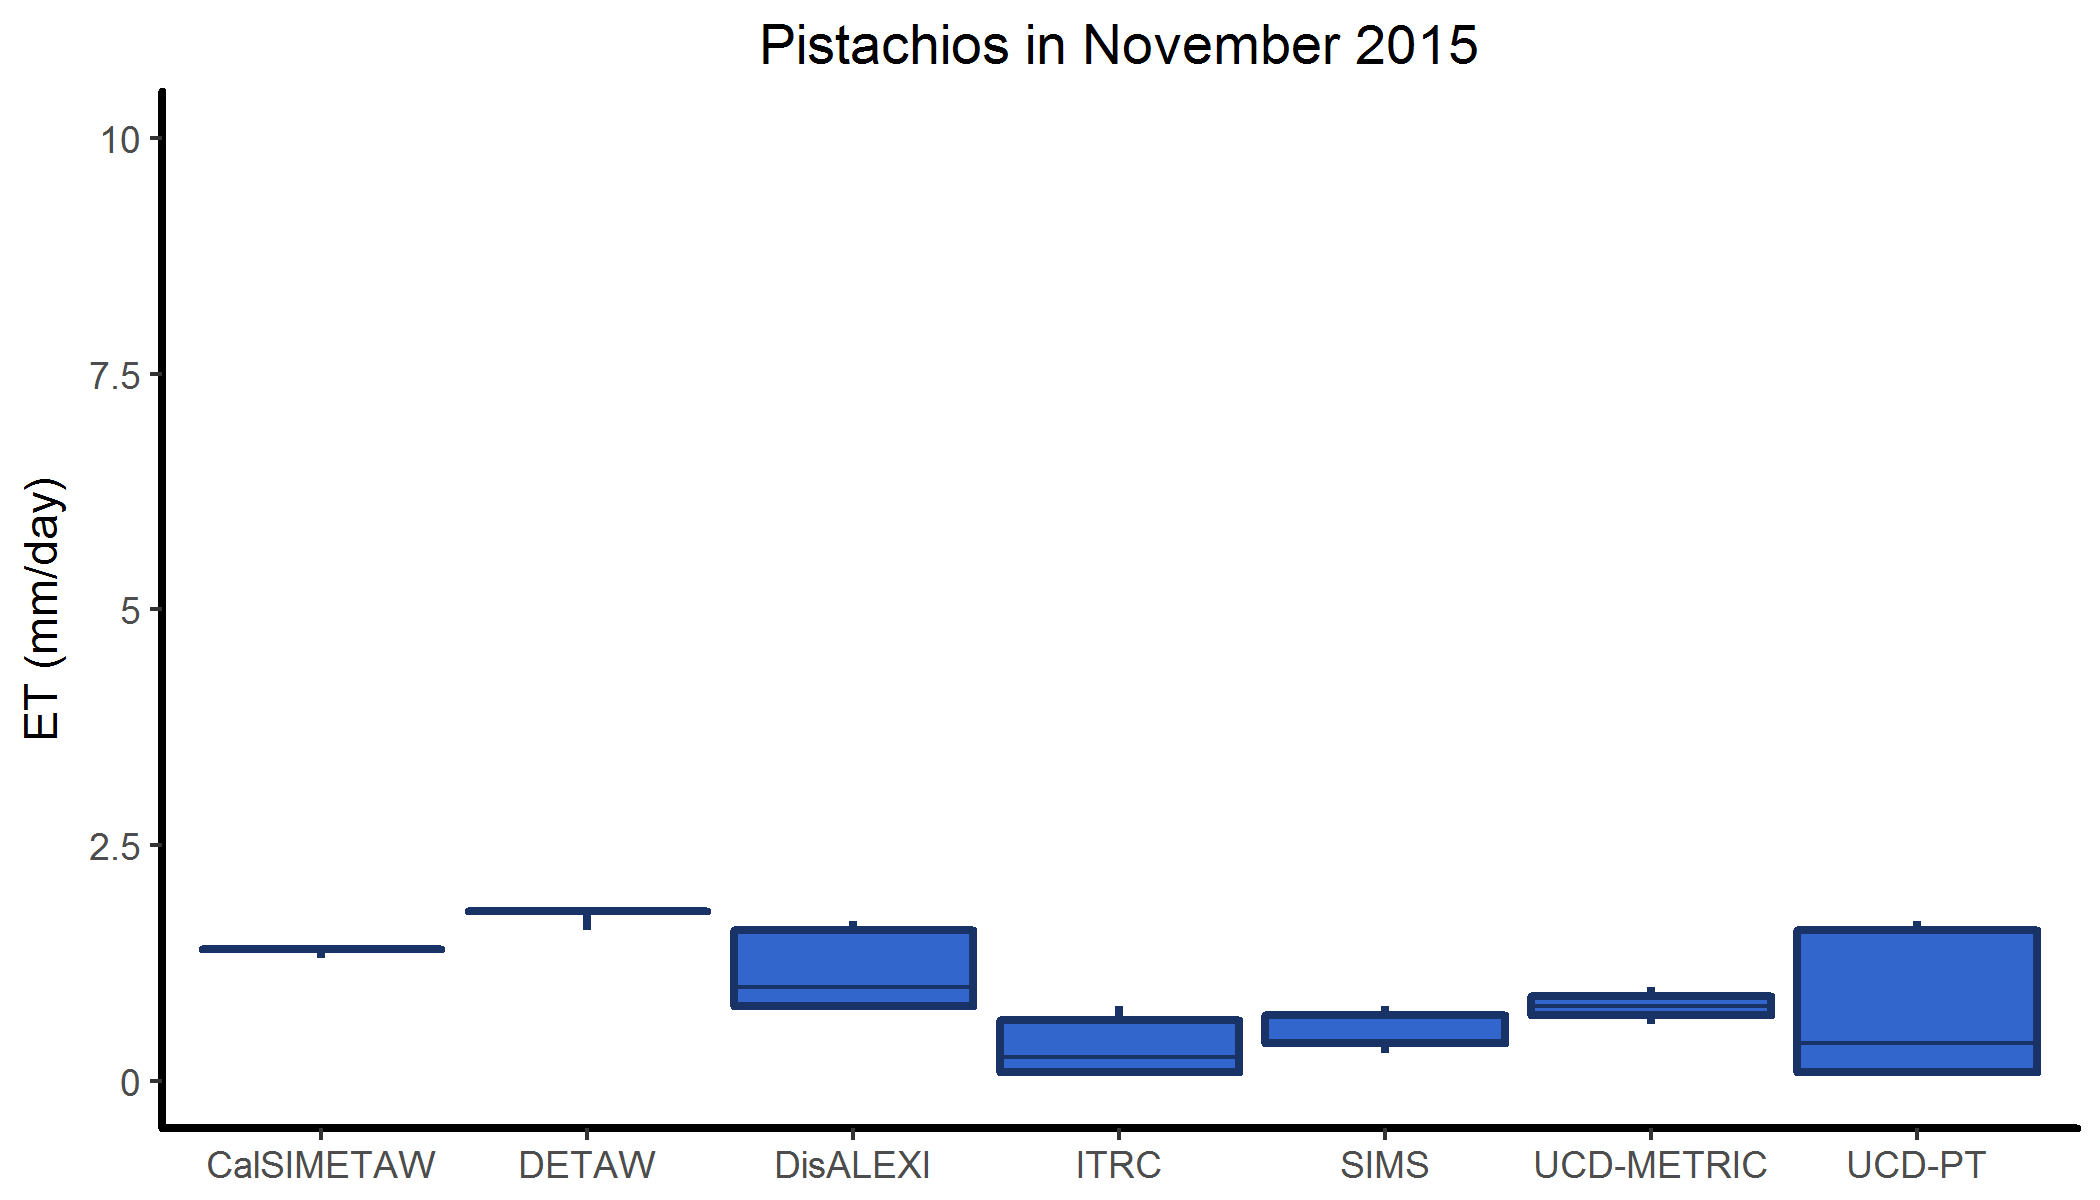 Pistachios in November 2015
ET (mm/day)
10
7.5
5
2.5
0
CalSIMETAW DETAW DisALEXI ITRC SIMS UCD-METRIC UCD-PT